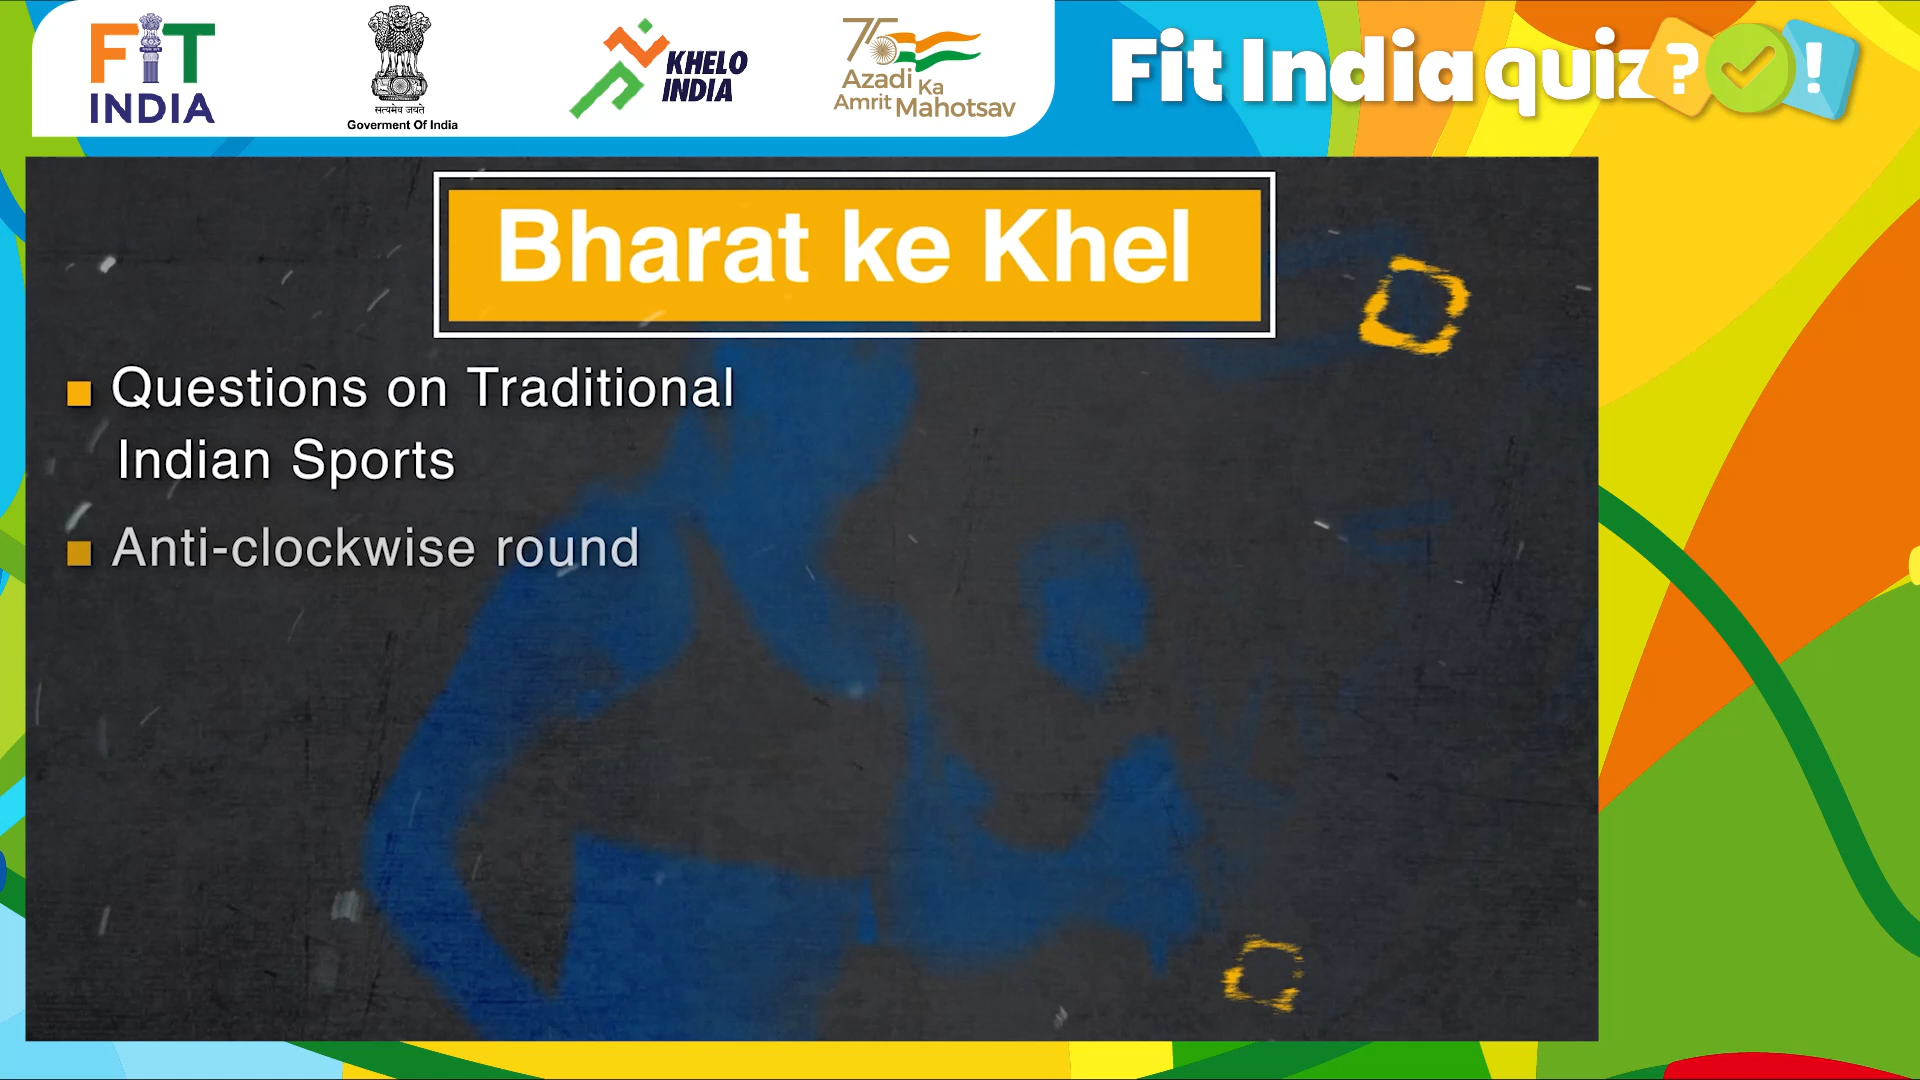 FiT
INDIA
सत्यमेव जयते
Goverment Of India
KHELO
INDIA
75
Azadi Ka
Amrit Mahotsav
Fit India quiz ? !
Bharat ke Khel
Questions on Traditional
Indian Sports
Anti-clockwise round